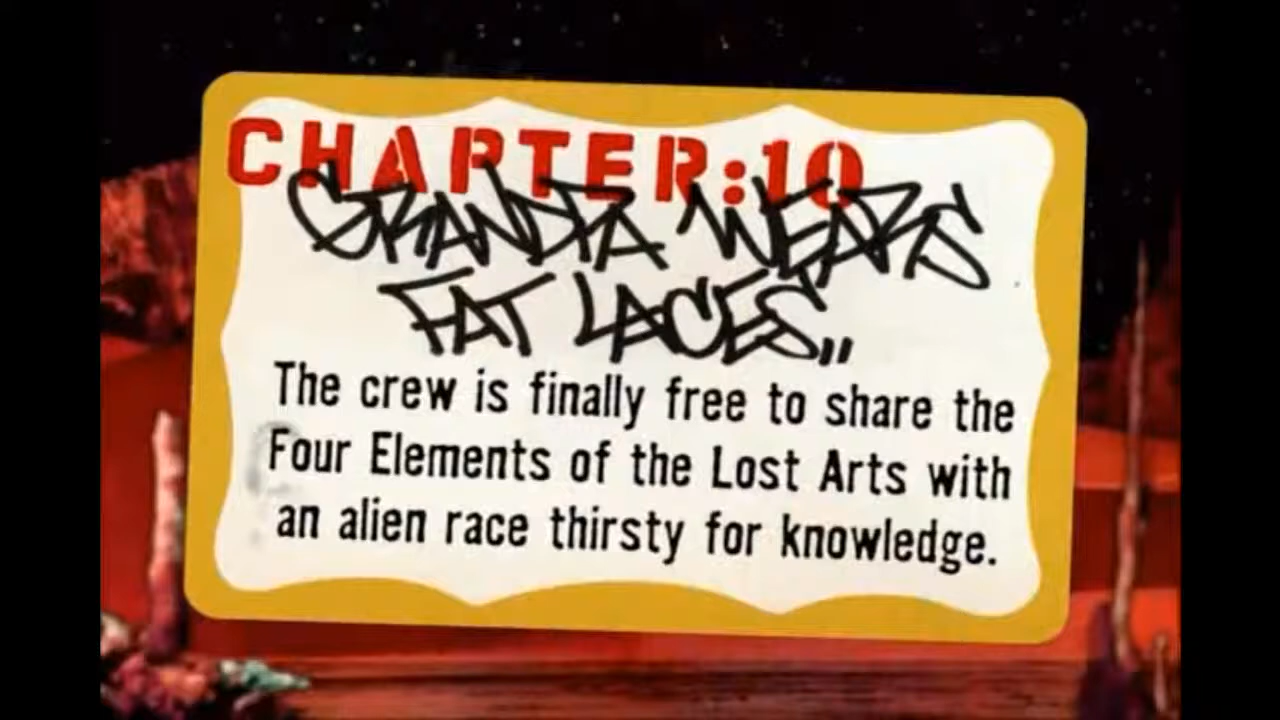 CHAPTER:10
GRANDPA WEARS
FAT LACES..
The crew is finally free to share the
Four Elements of the Lost Arts with
an alien race thirsty for knowledge.